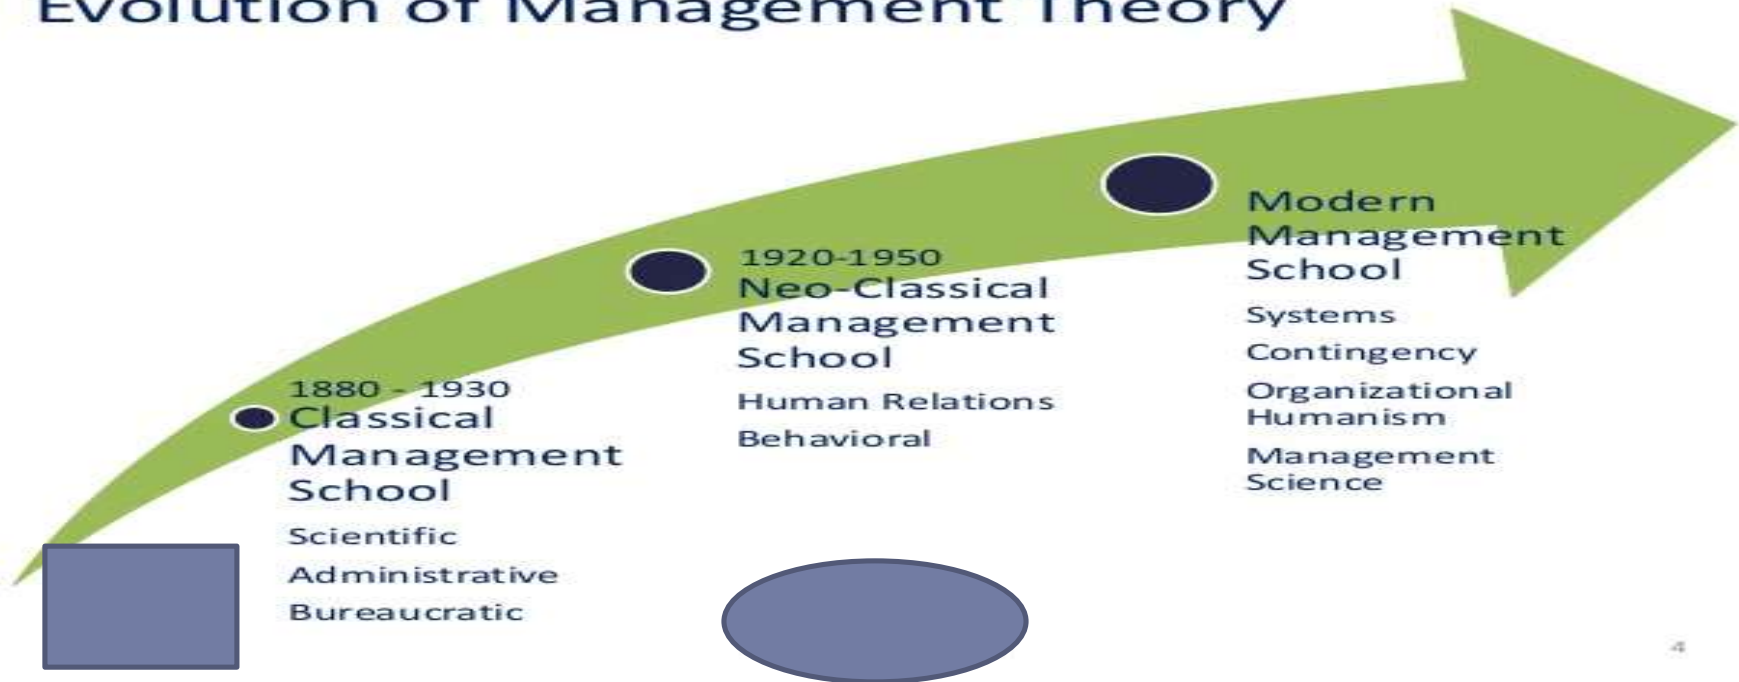 Evolution of Management Theory
1880 - 1930
Classical
Management
School
Scientific
Administrative
Bureaucratic
1920-1950
Neo-Classical
Management
School
Human Relations
Behavioral
Modern
Management
School
Systems
Contingency
Organizational
Humanism
Management
Science
4